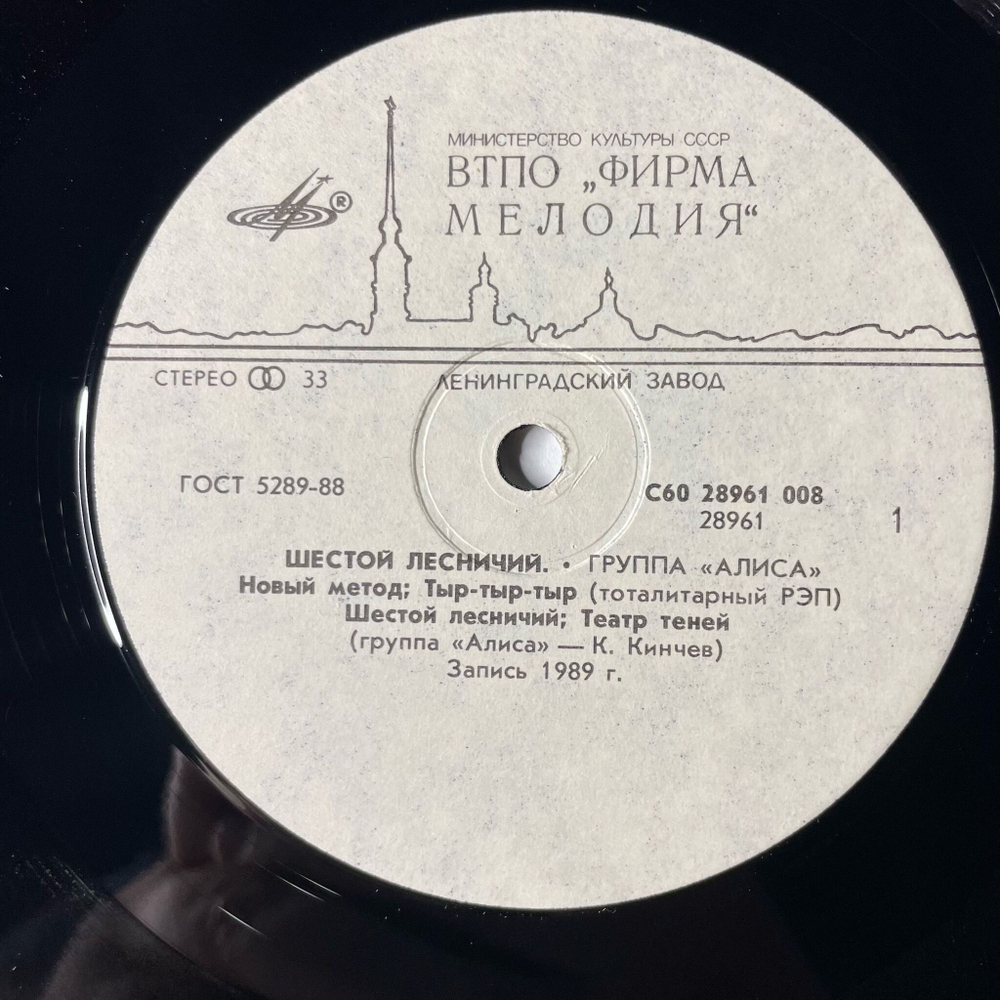 МИНИСТЕРСТВО КУЛЬТУРЫ СССР
ВТПО „ФИРМА
МЕЛОДИЯ“
®
СТЕРЕО 33
ЛЕНИНГРАДСКИЙ ЗАВОД
ГОСТ 5289-88
С60 28961 008
28961
1
ШЕСТОЙ ЛЕСНИЧИЙ. • ГРУППА «АЛИСА»
Новый метод; Тыр-тыр-тыр (тоталитарный РЭП)
Шестой лесничий; Театр теней
(группа «Алиса» — К. Кинчев)
Запись 1989 г.